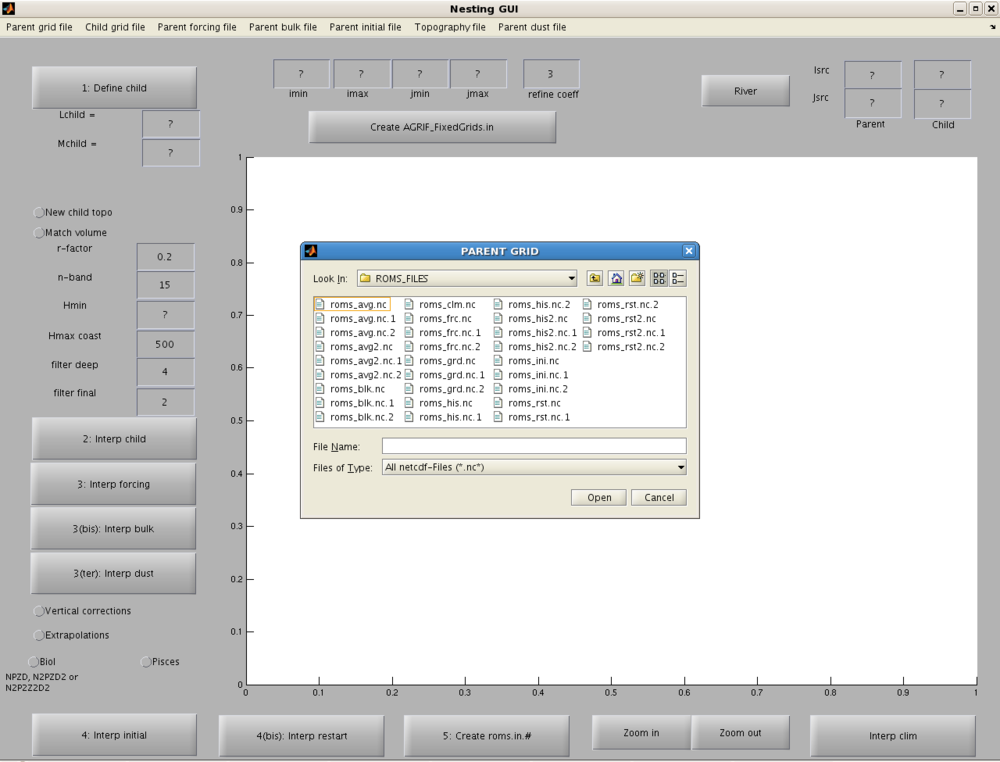 Nesting GUI
Parent grid file Child grid file Parent forcing file Parent bulk file Parent initial file Topography file Parent dust file
1: Define child
Lchild = ?
Mchild = ?
? ? ? ? 3
imin imax jmin jmax refine coeff
Create AGRIF_FixedGrids.in
River
Isrc ? ?
Jsrc ? ?
Parent Child
New child topo
Match volume
r-factor 0.2
n-band 15
Hmin ?
Hmax coast 500
filter deep 4
filter final 2
2: Interp child
3: Interp forcing
3(bis): Interp bulk
3(ter): Interp dust
Vertical corrections
Extrapolations
Biol Pisces
NPZD, N2PZD2 or
N2P2Z2D2
1
0.9
0.8
0.7
0.6
0.5
0.4
0.3
0.2
0.1
0
0 0.1 0.2 0.3 0.4 0.5 0.6 0.7 0.8 0.9 1
PARENT GRID
Look In: ROMS_FILES
roms_avg.nc roms_clm.nc roms_his.nc.2 roms_rst.nc.2
roms_avg.nc.1 roms_frc.nc roms_his2.nc roms_rst2.nc
roms_avg.nc.2 roms_frc.nc.1 roms_his2.nc.1 roms_rst2.nc.1
roms_avg2.nc roms_frc.nc.2 roms_his2.nc.2 roms_rst2.nc.2
roms_avg2.nc.1 roms_grd.nc roms_ini.nc
roms_avg2.nc.2 roms_grd.nc.1 roms_ini.nc.1
roms_blk.nc roms_grd.nc.2 roms_ini.nc.2
roms_blk.nc.1 roms_his.nc roms_rst.nc
roms_blk.nc.2 roms_his.nc.1 roms_rst.nc.1
File Name:
Files of Type: All netcdf-Files (*.nc*)
Open Cancel
4: Interp initial 4(bis): Interp restart 5: Create roms.in.# Zoom in Zoom out Interp clim